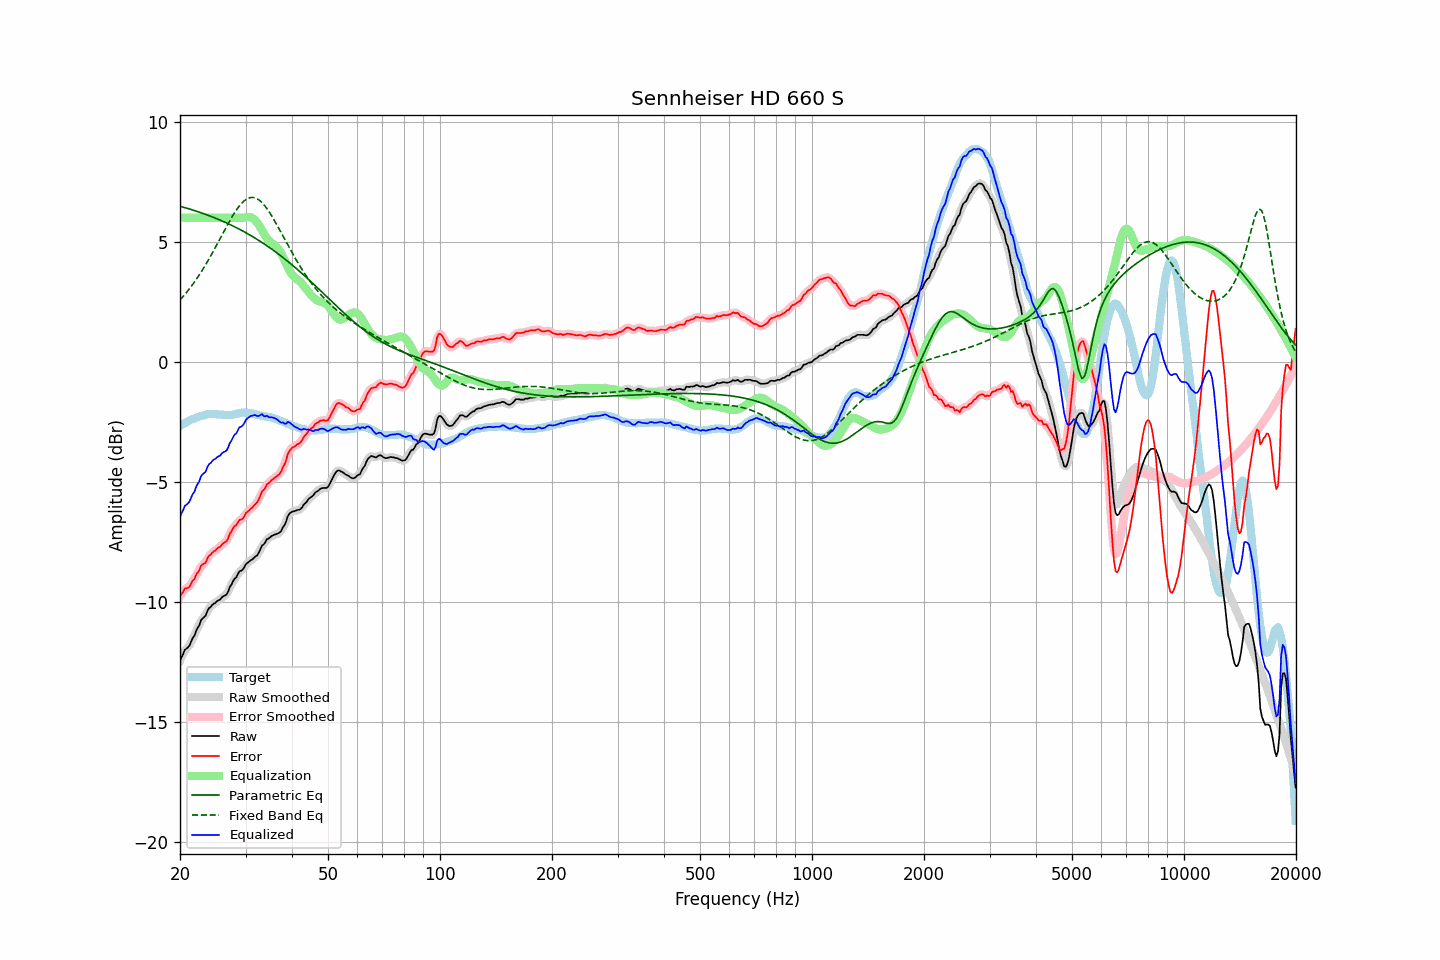 Sennheiser HD 660 S
Amplitude (dBr)
10
5
0
−5
−10
−15
−20
Target
Raw Smoothed
Error Smoothed
Raw
Error
Equalization
Parametric Eq
Fixed Band Eq
Equalized
20 50 100 200 500 1000 2000 5000 10000 20000
Frequency (Hz)